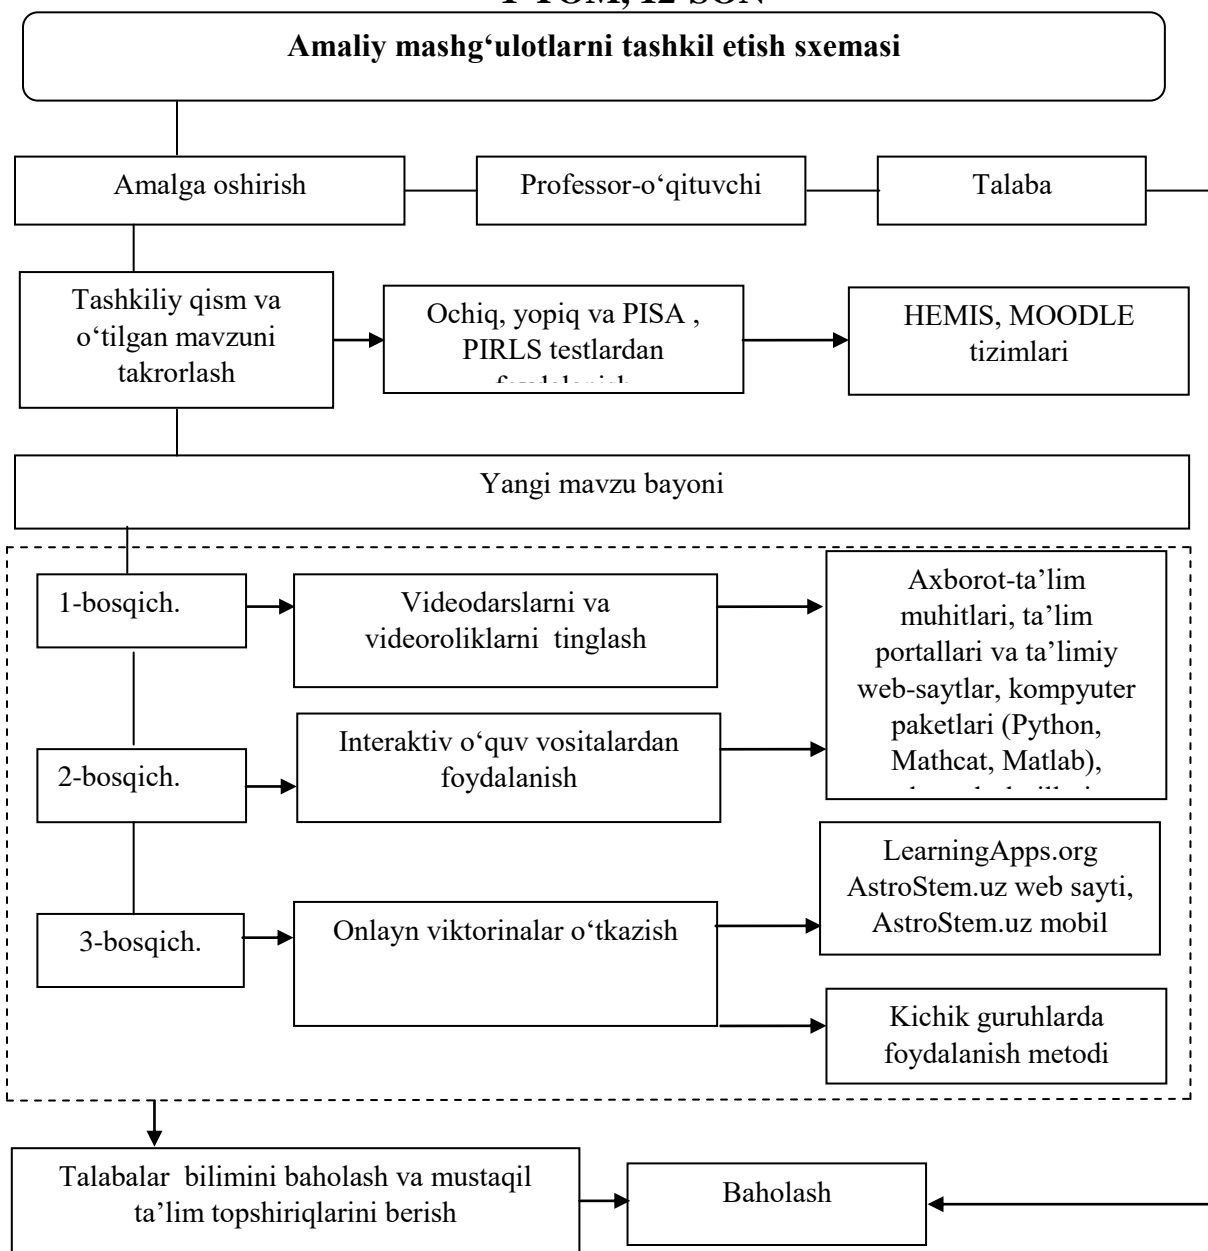 Amaliy mashg‘ulotlarni tashkil etish sxemasi
Amalga oshirish
Professor-o‘qituvchi
Talaba
Tashkiliy qism va
o‘tilgan mavzuni
takrorlash
Ochiq, yopiq va PISA ,
PIRLS testlardan
HEMIS, MOODLE
tizimlari
Yangi mavzu bayoni
1-bosqich.
Videodarslarni va
videoroliklarni  tinglash
Axborot-ta’lim
muhitlari, ta’lim
portallari va ta’limiy
web-saytlar, kompyuter
paketlari (Python,
Mathcat, Matlab),
2-bosqich.
Interaktiv o‘quv vositalardan
foydalanish
3-bosqich.
Onlayn viktorinalar o‘tkazish
LearningApps.org
AstroStem.uz web sayti,
AstroStem.uz mobil
Kichik guruhlarda
foydalanish metodi
Talabalar  bilimini baholash va mustaqil
ta’lim topshiriqlarini berish
Baholash